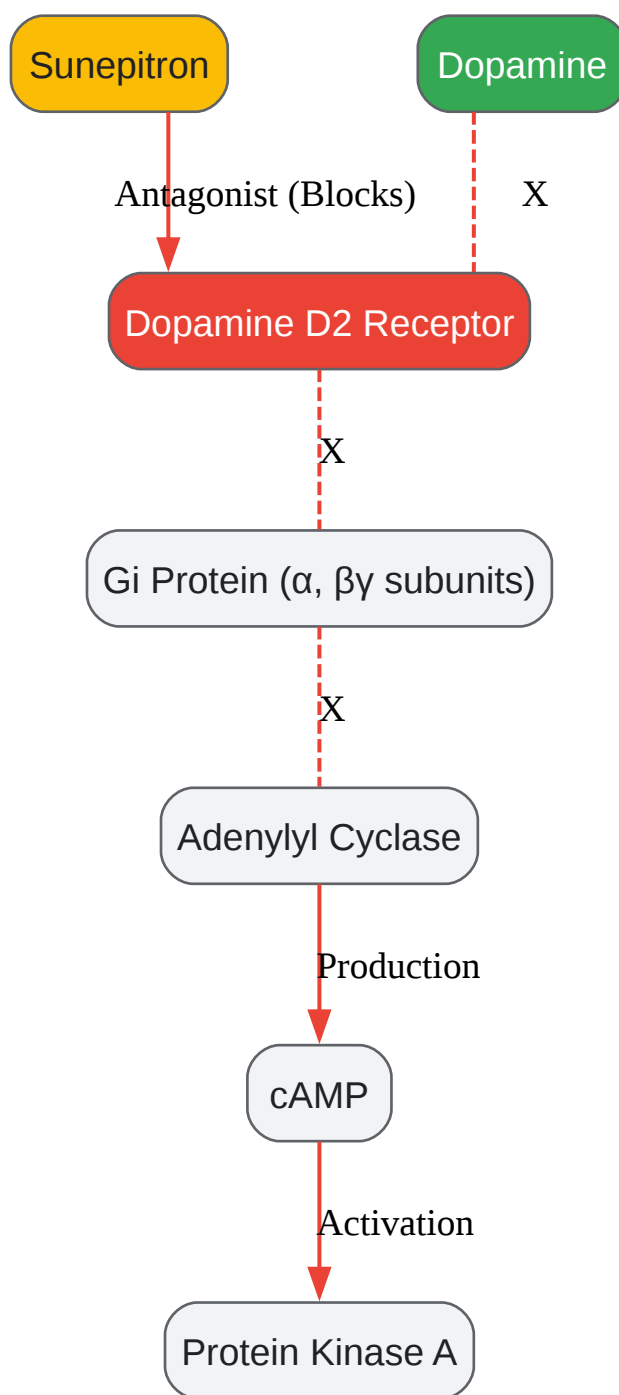 Sunepitron
Dopamine
Antagonist (Blocks)
X
Dopamine D2 Receptor
X
Gi Protein (α, βγ subunits)
X
Adenylyl Cyclase
Production
cAMP
Activation
Protein Kinase A